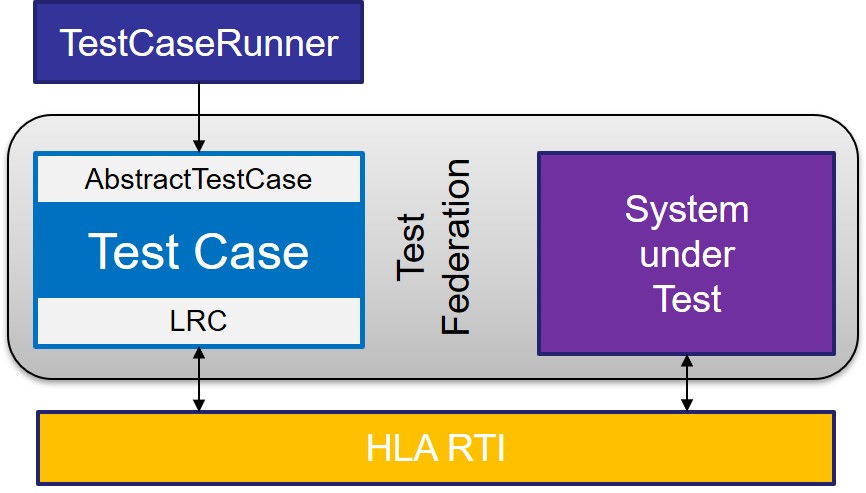 TestCaseRunner
AbstractTestCase
Test Case
LRC
Test
Federation
System
under
Test
HLA RTI